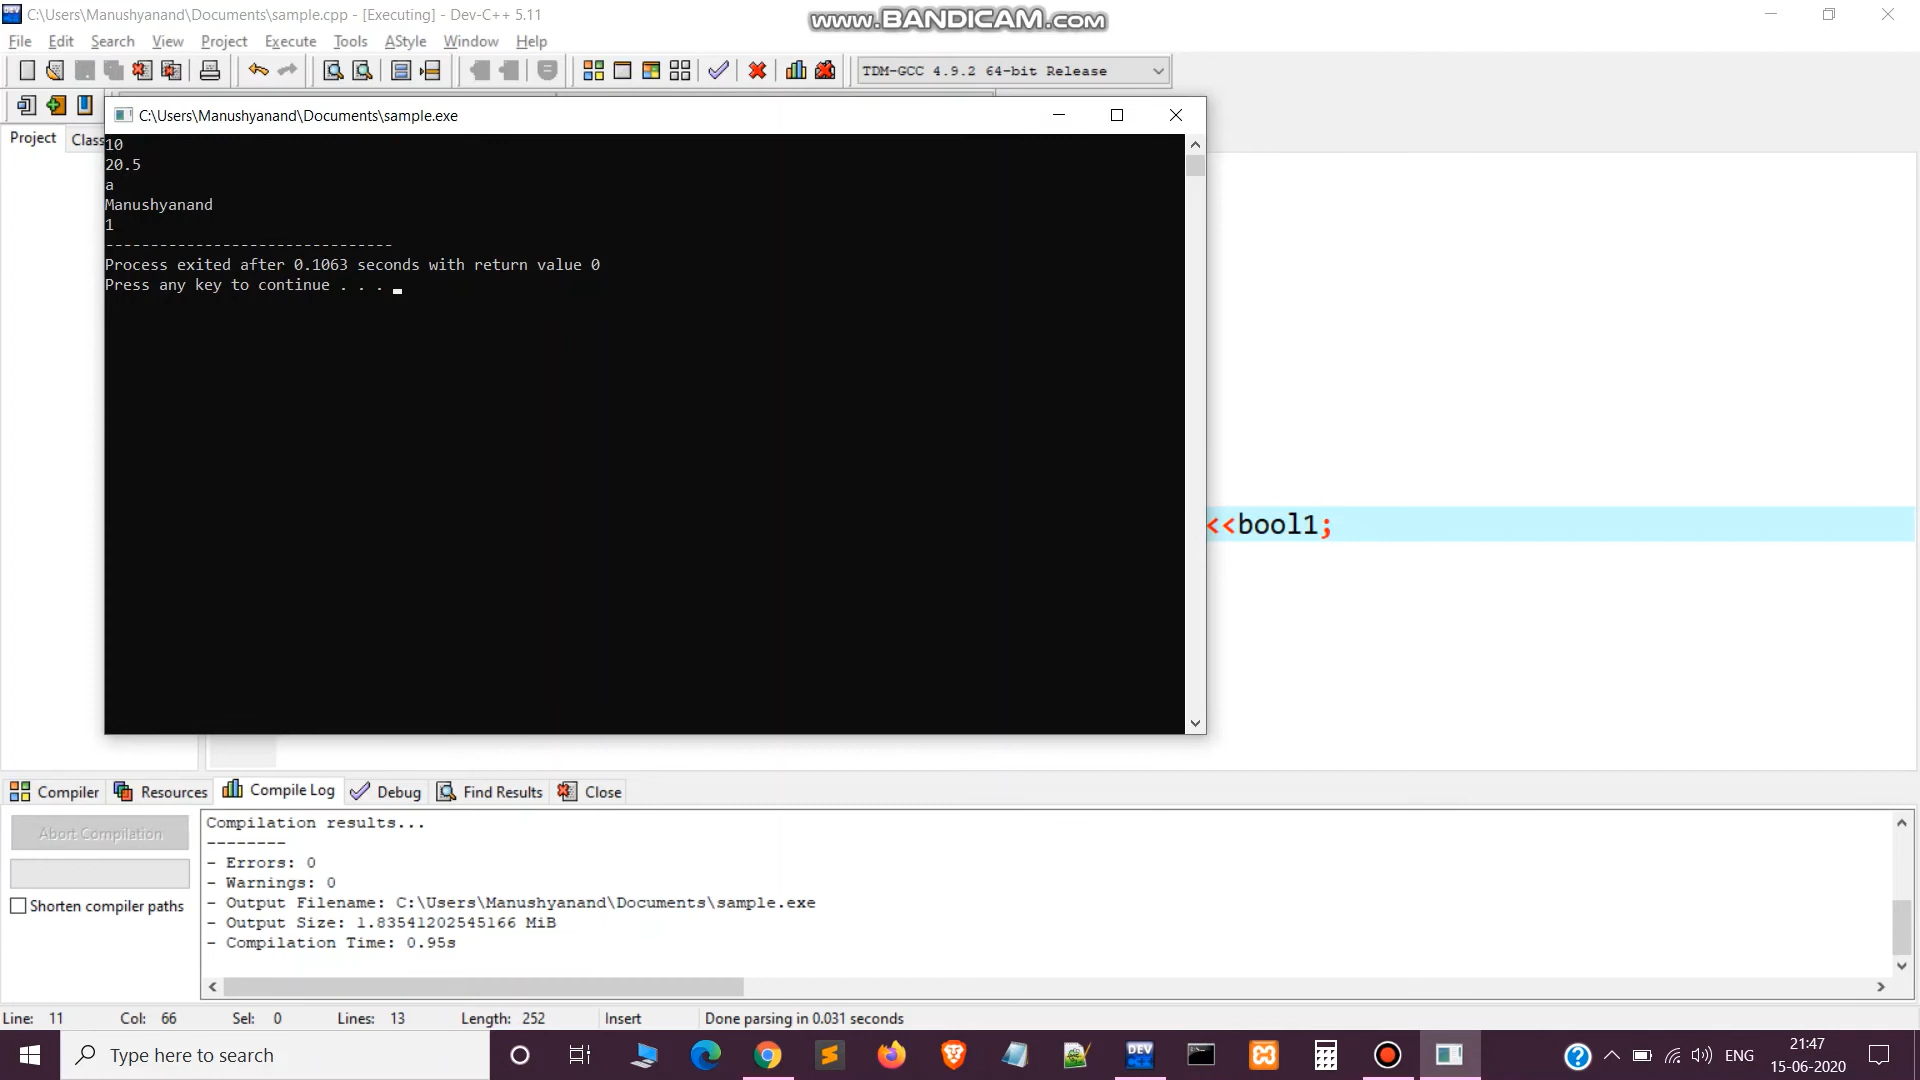 C:\Users\Manushyanand\Documents\sample.cpp - [Executing] - Dev-C++ 5.11
www.BANDICAM.com
File Edit Search View Project Execute Tools AStyle Window Help
TDM-GCC 4.9.2 64-bit Release
C:\Users\Manushyanand\Documents\sample.exe
Project Class
10
20.5
a
Manushyanand
1
--------------------------------
Process exited after 0.1063 seconds with return value 0
Press any key to continue . . .
<<bool1;
Compiler Resources Compile Log Debug Find Results Close
Abort Compilation
Shorten compiler paths
Compilation results...
--------
- Errors: 0
- Warnings: 0
- Output Filename: C:\Users\Manushyanand\Documents\sample.exe
- Output Size: 1.83541202545166 MiB
- Compilation Time: 0.95s
Line: 11 Col: 66 Sel: 0 Lines: 13 Length: 252 Insert Done parsing in 0.031 seconds
Type here to search
DEV
ENG
21:47
15-06-2020